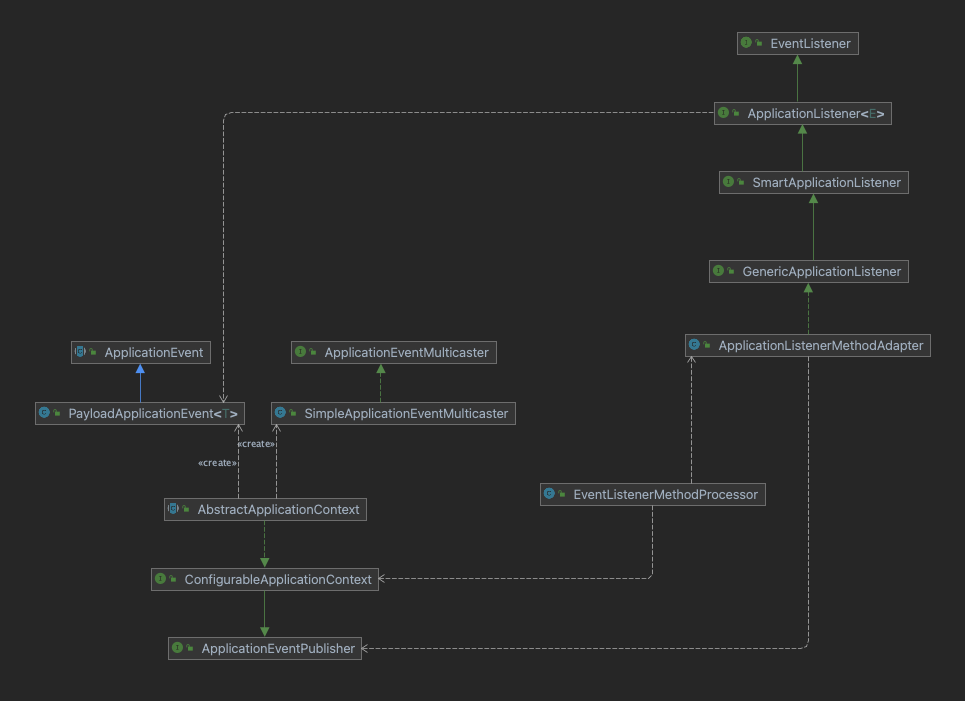 EventListener
ApplicationListener<E>
SmartApplicationListener
GenericApplicationListener
ApplicationListenerMethodAdapter
ApplicationEvent
ApplicationEventMulticaster
PayloadApplicationEvent<T>
SimpleApplicationEventMulticaster
«create»
«create»
EventListenerMethodProcessor
AbstractApplicationContext
ConfigurableApplicationContext
ApplicationEventPublisher